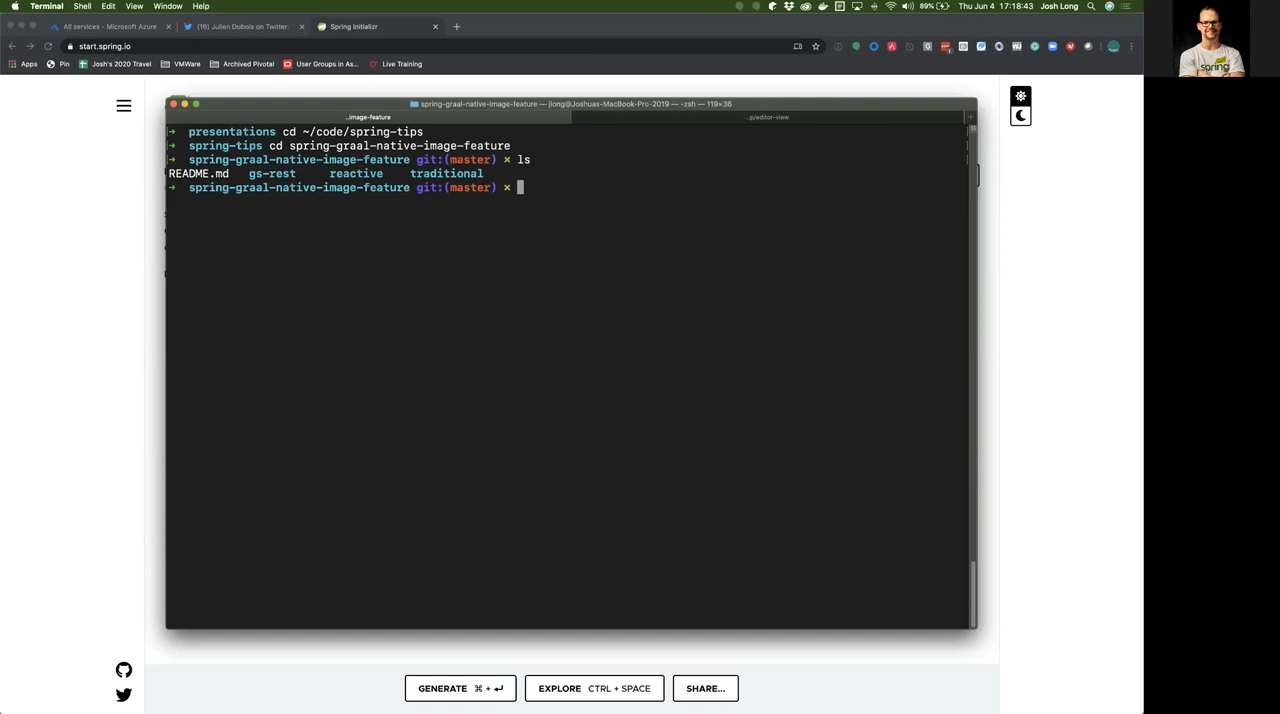 Terminal Shell Edit View Window Help 89% Thu Jun 4 17:18:43 Josh Long
All services - Microsoft Azure (16) Julien Dubois on Twitter: Spring Initializr
start.spring.io
Apps Pin Josh's 2020 Travel VMWare Archived Pivotal User Groups in As... Live Training
spring
spring-graal-native-image-feature — jlong@Joshuas-MacBook-Pro-2019 — -zsh — 119×36
..image-feature ..p/editor-view
presentations cd ~/code/spring-tips
spring-tips cd spring-graal-native-image-feature
spring-graal-native-image-feature git:(master) × ls
README.md gs-rest reactive traditional
spring-graal-native-image-feature git:(master) ×
GENERATE ⌘ + ↵ EXPLORE CTRL + SPACE SHARE...